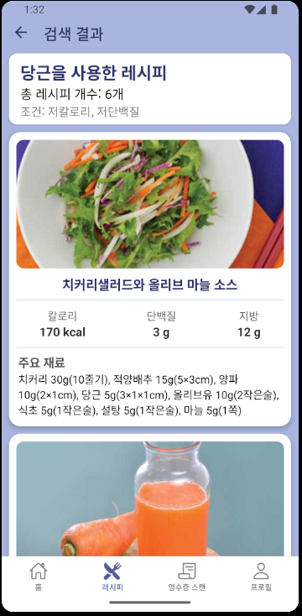 1:32
검색 결과
당근을 사용한 레시피
총 레시피 개수: 6개
조건: 저칼로리, 저단백질
치커리샐러드와 올리브 마늘 소스
칼로리 단백질 지방
170 kcal 3 g 12 g
주요 재료
치커리 30g(10줄기), 적양배추 15g(5×3cm), 양파
10g(2×1cm), 당근 5g(3×1×1cm), 올리브유 10g(2작은술),
식초 5g(1작은술), 설탕 5g(1작은술), 마늘 5g(1쪽)
홈 레시피 영수증 스캔 프로필